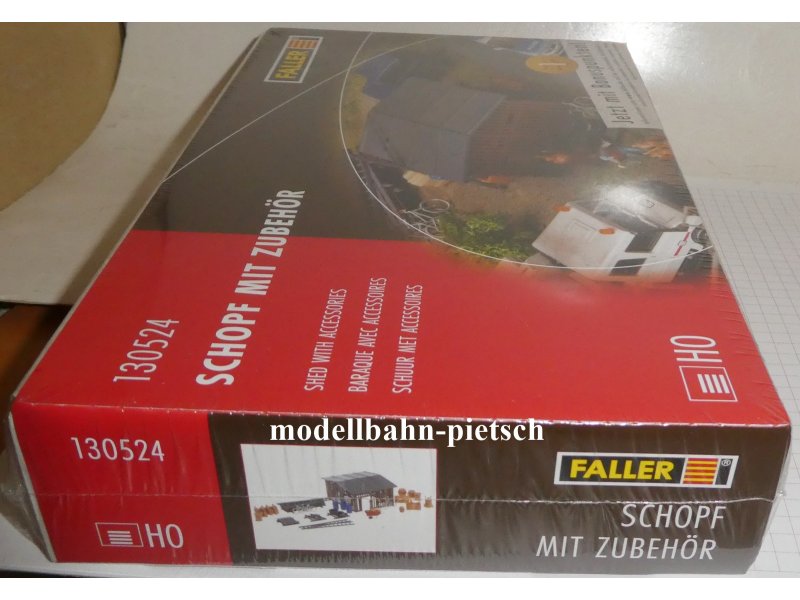 FALLER
Jetzt mit Bonuspunkten!
130524
SCHOPF MIT ZUBEHÖR
SHED WITH ACCESSORIES
BARAQUE AVEC ACCESSOIRES
SCHUUR MET ACCESSOIRES
HO
modellbahn-pietsch
130524
HO
FALLER
®
SCHOPF
MIT ZUBEHÖR